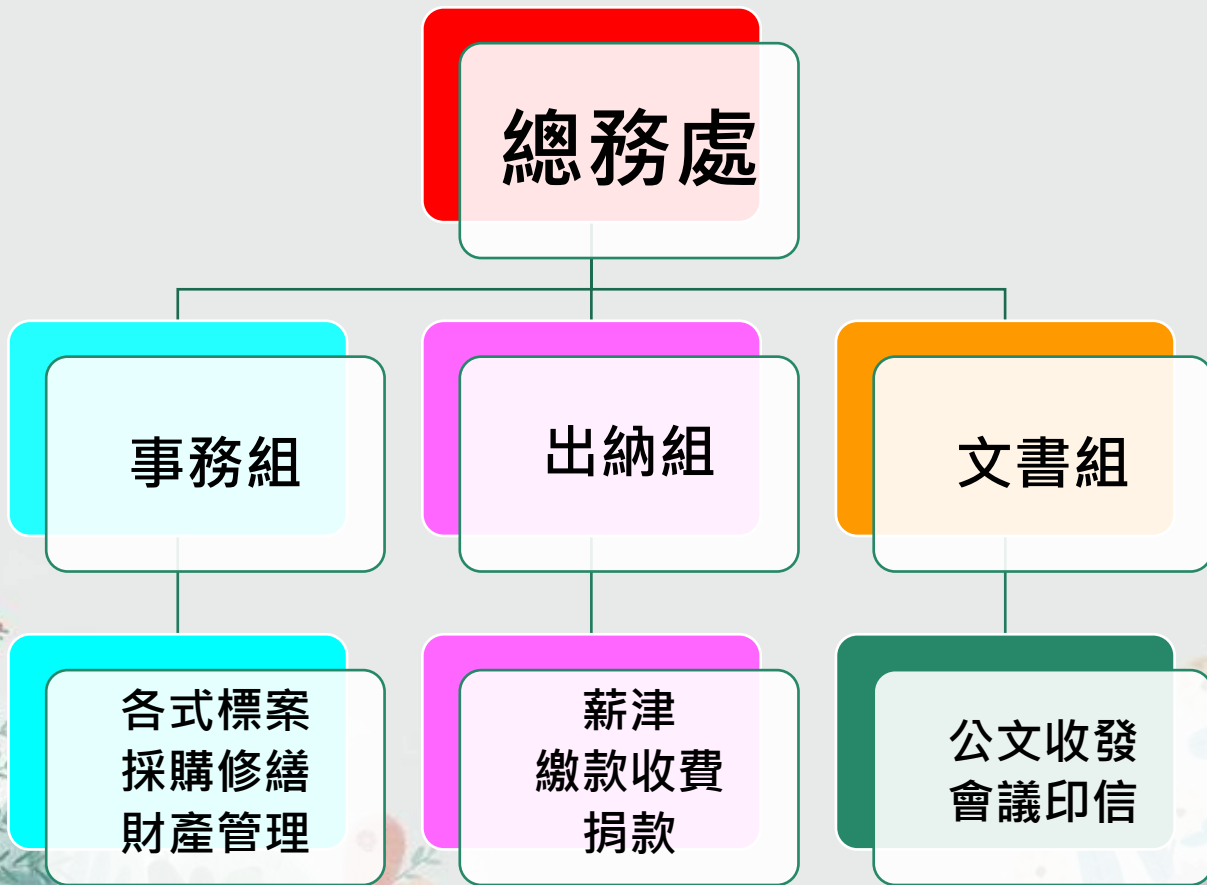 總務處
事務組
出納組
文書組
各式標案
採購修繕
財產管理
薪津
繳款收費
捐款
公文收發
會議印信